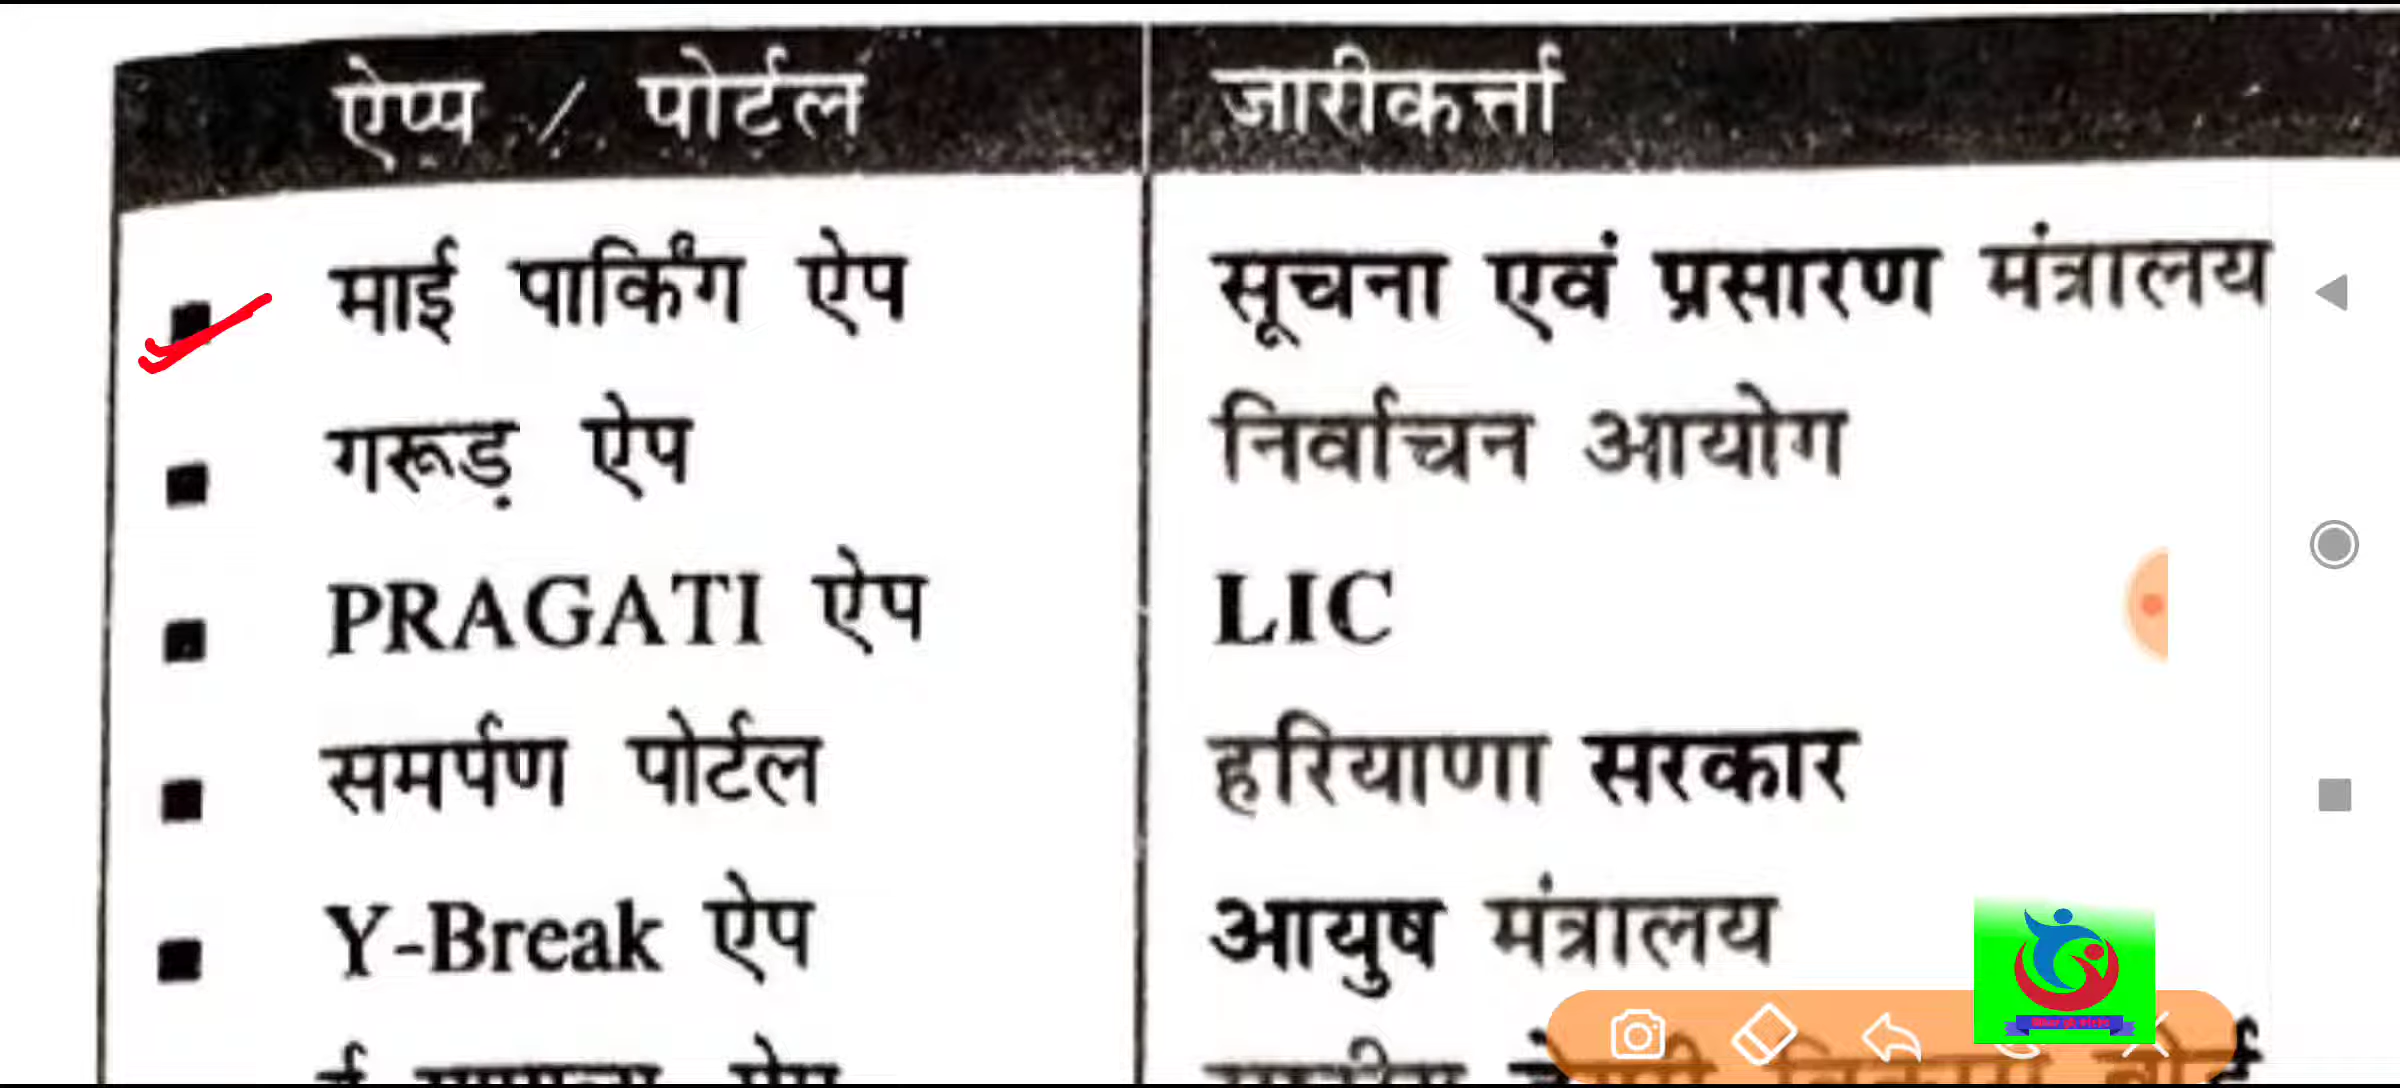 ऐप्प / पोर्टल जारीकर्त्ता
माई पार्किंग ऐप सूचना एवं प्रसारण मंत्रालय
गरूड़ ऐप निर्वाचन आयोग
PRAGATI ऐप LIC
समर्पण पोर्टल हरियाणा सरकार
Y-Break ऐप आयुष मंत्रालय